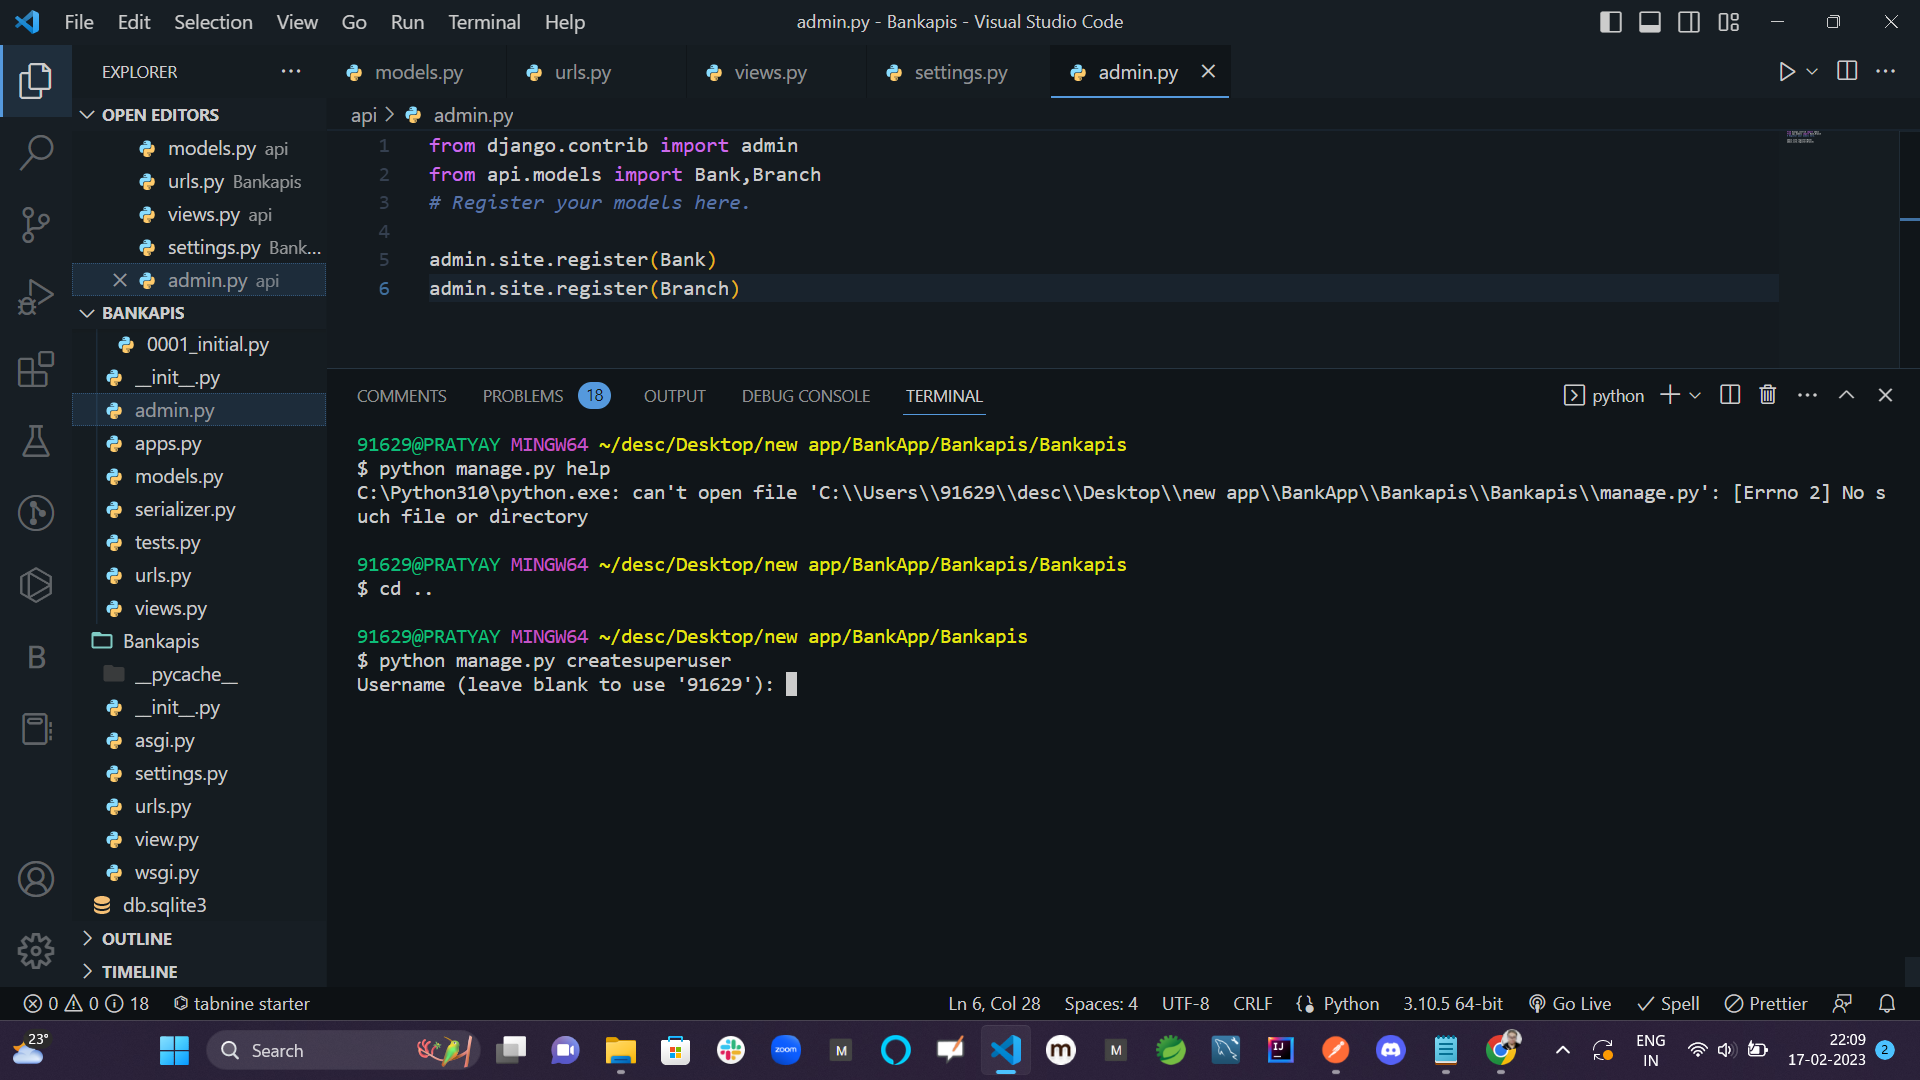 File Edit Selection View Go Run Terminal Help
admin.py - Bankapis - Visual Studio Code
EXPLORER
models.py urls.py views.py settings.py admin.py
OPEN EDITORS
models.py api
urls.py Bankapis
views.py api
settings.py Bank...
admin.py api
BANKAPIS
0001_initial.py
__init__.py
admin.py
apps.py
models.py
serializer.py
tests.py
urls.py
views.py
Bankapis
__pycache__
__init__.py
asgi.py
settings.py
urls.py
view.py
wsgi.py
db.sqlite3
OUTLINE
TIMELINE
api > admin.py
1 from django.contrib import admin
2 from api.models import Bank,Branch
3 # Register your models here.
4
5 admin.site.register(Bank)
6 admin.site.register(Branch)
COMMENTS PROBLEMS 18 OUTPUT DEBUG CONSOLE TERMINAL
python
91629@PRATYAY MINGW64 ~/desc/Desktop/new app/BankApp/Bankapis/Bankapis
$ python manage.py help
C:\Python310\python.exe: can't open file 'C:\\Users\\91629\\desc\\Desktop\\new app\\BankApp\\Bankapis\\Bankapis\\manage.py': [Errno 2] No s
uch file or directory
91629@PRATYAY MINGW64 ~/desc/Desktop/new app/BankApp/Bankapis/Bankapis
$ cd ..
91629@PRATYAY MINGW64 ~/desc/Desktop/new app/BankApp/Bankapis
$ python manage.py createsuperuser
Username (leave blank to use '91629'):
0 0 18 tabnine starter
Ln 6, Col 28 Spaces: 4 UTF-8 CRLF Python 3.10.5 64-bit Go Live Spell Prettier
23°
Search
zoom
M
m
M
IJ
ENG
IN
22:09
17-02-2023
2
B